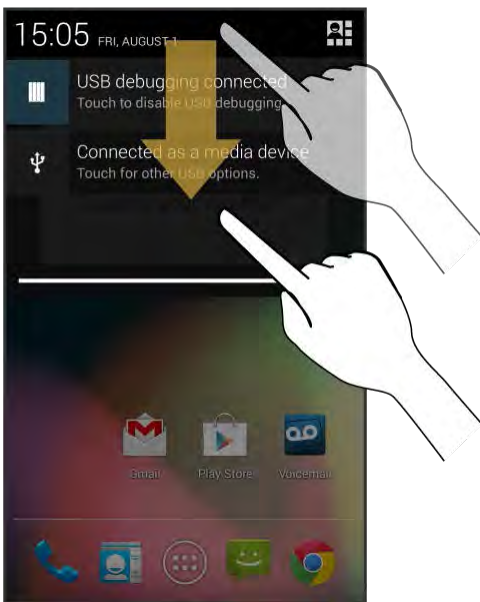 15:05 FRI, AUGUST 1
USB debugging connected
Touch to disable USB debugging.
Connected as a media device
Touch for other USB options.
Gmail
Play Store
Voicemail